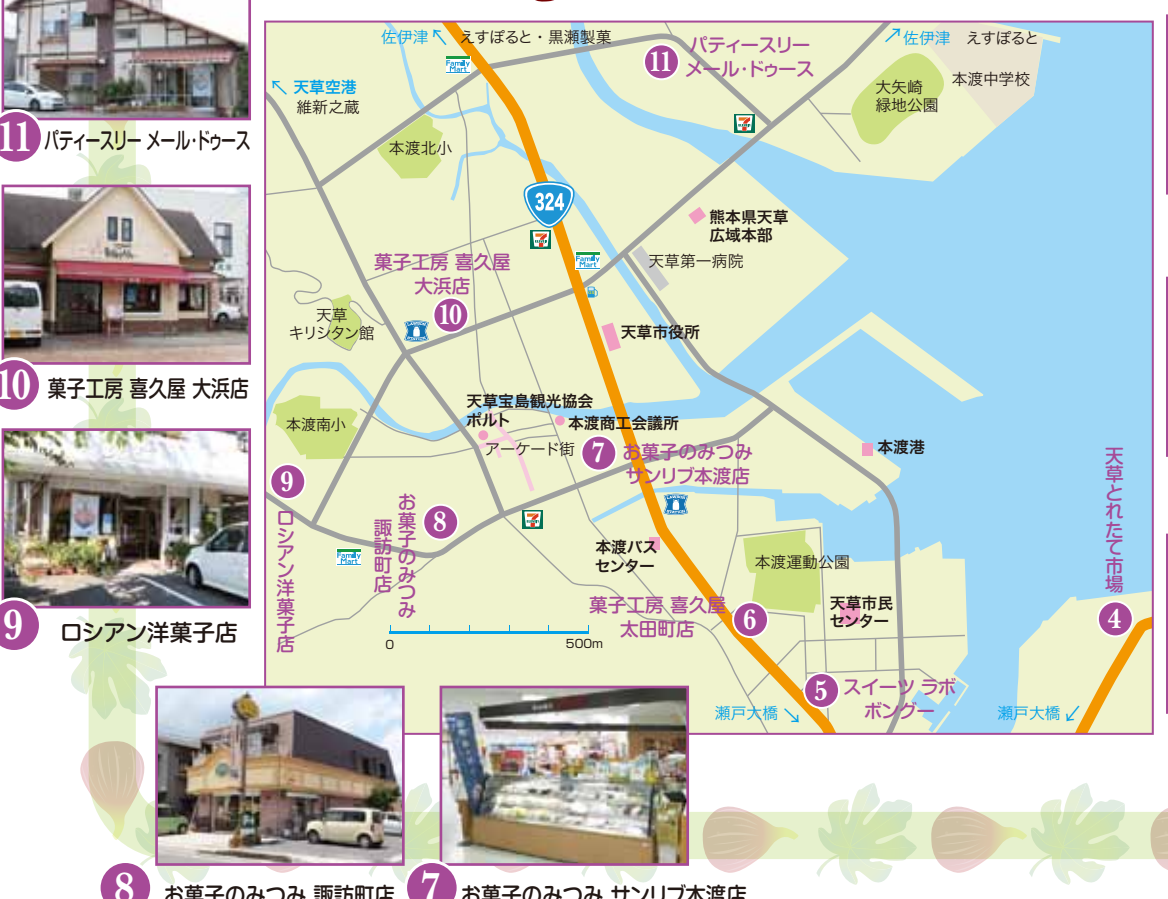 11 パティースリー メール・ドゥース
10 菓子工房 喜久屋 大浜店
9 ロシアン洋菓子店
8 お菓子のみつみ 諏訪町店
7 お菓子のみつみ サンリブ本渡店
佐伊津↖ えすぽると・黒瀬製菓
Family Mart
↖ 天草空港
維新之蔵
本渡北小
11
パティースリー
メール・ドゥース
↗佐伊津 えすぽると
大矢崎
緑地公園
本渡中学校
324
熊本県天草
広域本部
天草第一病院
Family Mart
菓子工房 喜久屋
大浜店
10
天草
キリシタン館
天草市役所
天草宝島観光協会
ポルト
本渡商工会議所
アーケード街
本渡南小
7
お菓子のみつみ
サンリブ本渡店
本渡港
9
ロシアン洋菓子店
8
お菓子のみつみ
諏訪町店
Family Mart
本渡バス
センター
本渡運動公園
天草市民
センター
菓子工房 喜久屋
太田町店
6
0
500m
5
スイーツ ラボ
ボングー
瀬戸大橋 ↘
天草とれたて市場
4
瀬戸大橋 ↙